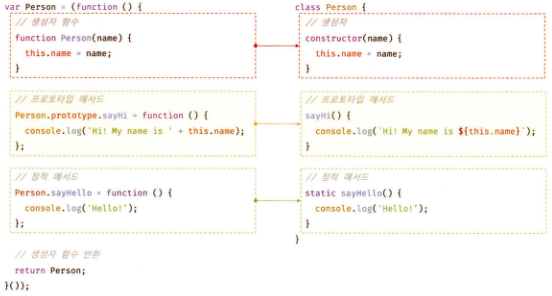 var Person = (function () {
// 생성자 함수
function Person(name) {
this.name = name;
}
// 프로토타입 메서드
Person.prototype.sayHi = function () {
console.log('Hi! My name is ' + this.name);
};
// 정적 메서드
Person.sayHello = function () {
console.log('Hello!');
};
// 생성자 함수 반환
return Person;
}());
class Person {
// 생성자
constructor(name) {
this.name = name;
}
// 프로토타입 메서드
sayHi() {
console.log(`Hi! My name is ${this.name}`);
}
// 정적 메서드
static sayHello() {
console.log('Hello!');
}
}